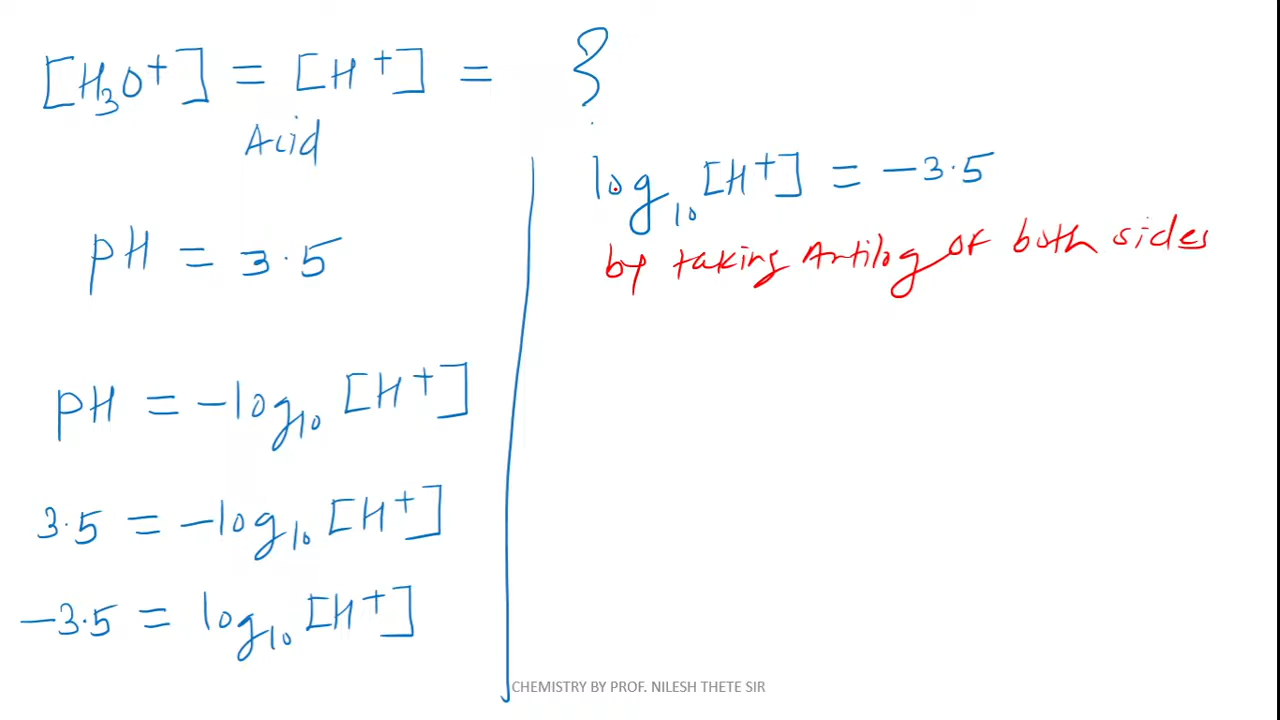 [H₃O⁺] = [H⁺] = ?
Acid
pH = 3.5
pH = -log₁₀ [H⁺]
3.5 = -log₁₀ [H⁺]
-3.5 = log₁₀ [H⁺]
log₁₀ [H⁺] = -3.5
by taking Antilog of both sides
CHEMISTRY BY PROF. NILESH THETE SIR